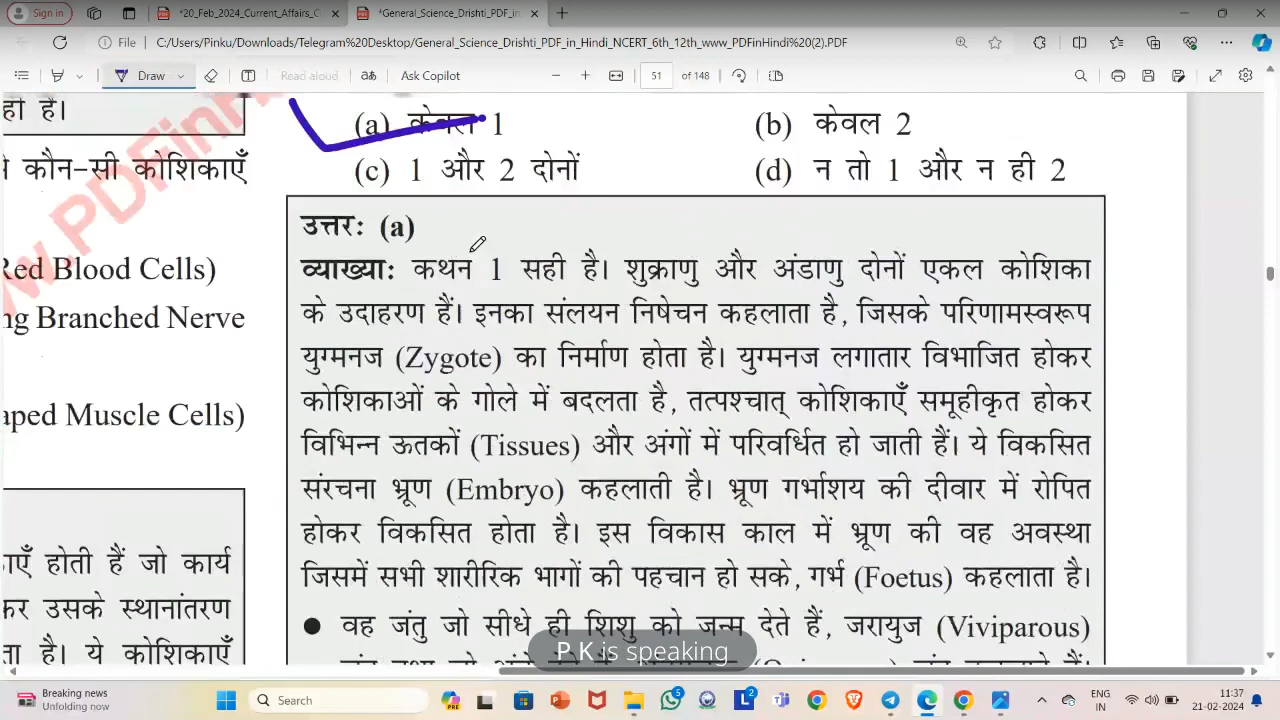 Sign in
*20_Feb_2024_Current_Affairs_C
*General_Science_Drishti_PDF_in
File
C:/Users/Pinku/Downloads/Telegram%20Desktop/General_Science_Drishti_PDF_in_Hindi_NCERT_6th_12th_www_PDFinHindi%20(2).PDF
Draw
Read aloud
Ask Copilot
51 of 148
है।
(a) केवल 1
(b) केवल 2
कौन-सी कोशिकाएँ
(c) 1 और 2 दोनों
(d) न तो 1 और न ही 2
उत्तरः (a)
Red Blood Cells)
व्याख्याः कथन 1 सही है। शुक्राणु और अंडाणु दोनों एकल कोशिका
ng Branched Nerve
के उदाहरण हैं। इनका संलयन निषेचन कहलाता है, जिसके परिणामस्वरूप
युग्मनज (Zygote) का निर्माण होता है। युग्मनज लगातार विभाजित होकर
कोशिकाओं के गोले में बदलता है, तत्पश्चात् कोशिकाएँ समूहीकृत होकर
aped Muscle Cells)
विभिन्न ऊतकों (Tissues) और अंगों में परिवर्धित हो जाती हैं। ये विकसित
संरचना भ्रूण (Embryo) कहलाती है। भ्रूण गर्भाशय की दीवार में रोपित
होकर विकसित होता है। इस विकास काल में भ्रूण की वह अवस्था
होती हैं जो कार्य
जिसमें सभी शारीरिक भागों की पहचान हो सके, गर्भ (Foetus) कहलाता है।
कर उसके स्थानांतरण
● वह जंतु जो सीधे ही शिशु को जन्म देते हैं, जरायुज (Viviparous)
है। ये कोशिकाएँ
P K is speaking
Breaking news
Unfolding now
Search
5
2
ENG
IN
21-02-2024